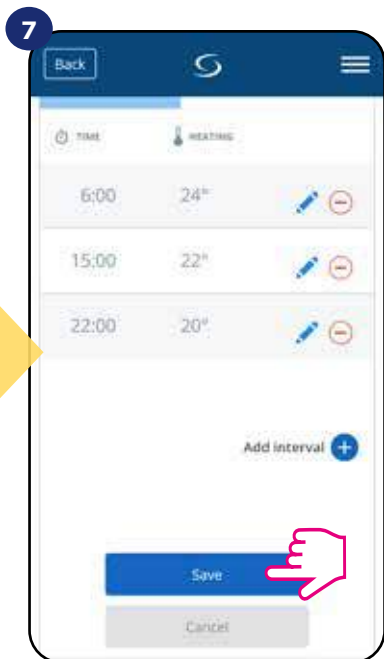 7
Back
TIME HEATING
6:00 24°
15:00 22°
22:00 20°
Add interval
Save
Cancel